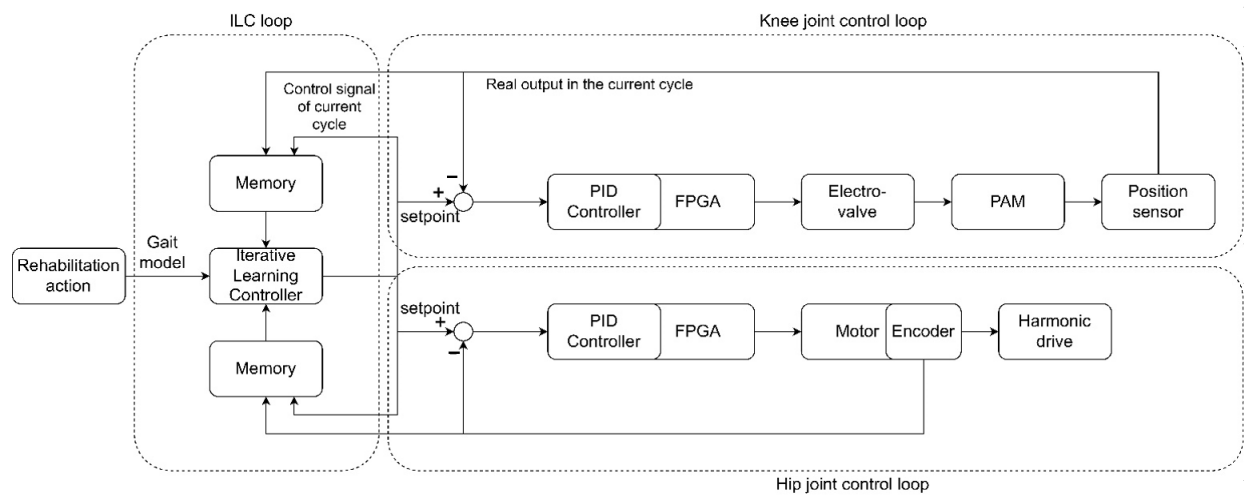 ILC loop
Knee joint control loop
Control signal
of current
cycle
Real output in the current cycle
Memory
−
+
setpoint
PID
Controller
FPGA
Electro-
valve
PAM
Position
sensor
Rehabilitation
action
Gait
model
Iterative
Learning
Controller
setpoint
+
−
PID
Controller
FPGA
Motor
Encoder
Harmonic
drive
Memory
Hip joint control loop